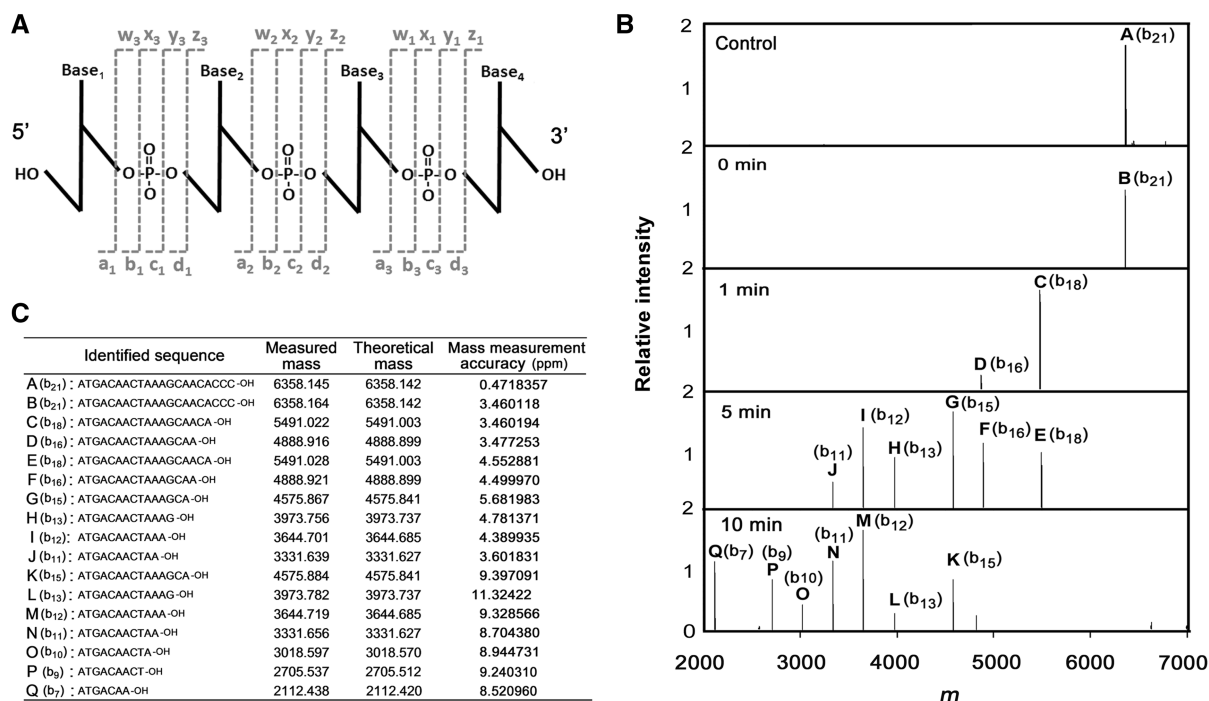 A
w3 x3 y3 z3 w2 x2 y2 z2 w1 x1 y1 z1
Base1 Base2 Base3 Base4
5' 3'
O O O
HO O -P- O O -P- O O -P- O OH
O O O
a1 b1 c1 d1 a2 b2 c2 d2 a3 b3 c3 d3
C
Identified sequence Measured mass Theoretical mass Mass measurement accuracy (ppm)
A(b21): ATGACAACTAAAGCAACACCC-OH 6358.145 6358.142 0.4718357
B(b21): ATGACAACTAAAGCAACACCC-OH 6358.164 6358.142 3.460118
C(b18): ATGACAACTAAAGCAACA-OH 5491.022 5491.003 3.460194
D(b16): ATGACAACTAAAGCAA-OH 4888.916 4888.899 3.477253
E(b18): ATGACAACTAAAGCAACA-OH 5491.028 5491.003 4.552881
F(b16): ATGACAACTAAAGCAA-OH 4888.921 4888.899 4.499970
G(b15): ATGACAACTAAAGCA-OH 4575.867 4575.841 5.681983
H(b13): ATGACAACTAAAG-OH 3973.756 3973.737 4.781371
I(b12): ATGACAACTAAA-OH 3644.701 3644.685 4.389935
J(b11): ATGACAACTAA-OH 3331.639 3331.627 3.601831
K(b15): ATGACAACTAAAGCA-OH 4575.884 4575.841 9.397091
L(b13): ATGACAACTAAAG-OH 3973.782 3973.737 11.32422
M(b12): ATGACAACTAAA-OH 3644.719 3644.685 9.328566
N(b11): ATGACAACTAA-OH 3331.656 3331.627 8.704380
O(b10): ATGACAACTA-OH 3018.597 3018.570 8.944731
P(b9): ATGACAACT-OH 2705.537 2705.512 9.240310
Q(b7): ATGACAA-OH 2112.438 2112.420 8.520960
B
Relative intensity
2
Control A(b21)
1
2
0 min B(b21)
1
2
1 min C(b18)
1
D(b16)
2
5 min I(b12) G(b15)
(b11) J H(b13) F(b16) E(b18)
1
2
10 min M(b12)
Q(b7) (b9) P (b10) O (b11) N K(b15)
1
L(b13)
0
2000 3000 4000 5000 6000 7000
m